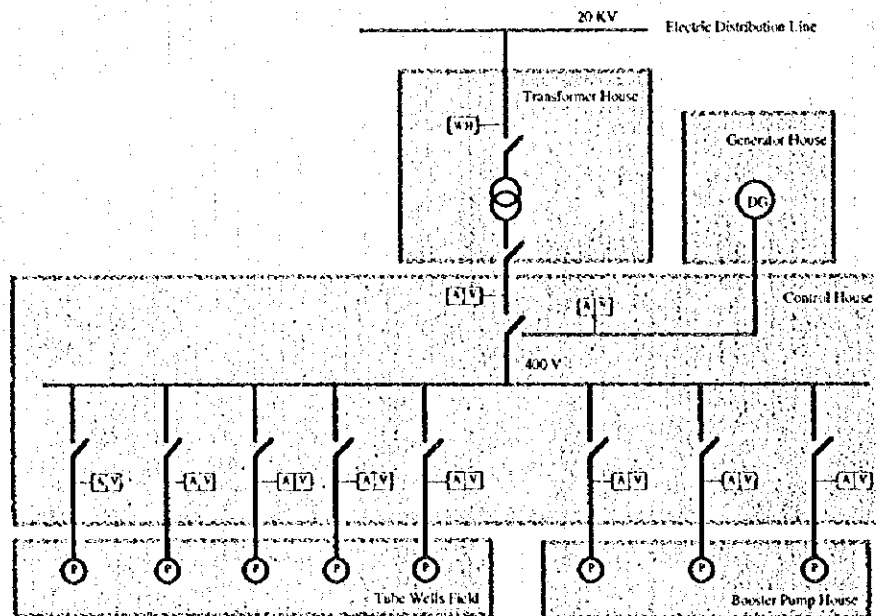 20 KV
Electric Distribution Line
Transformer House
WH
Generator House
DG
A V
Control House
A V
400 V
A V
A V
A V
A V
A V
A V
A V
A V
P
P
P
P
P
P
P
P
Tube Wells Field
Booster Pump House